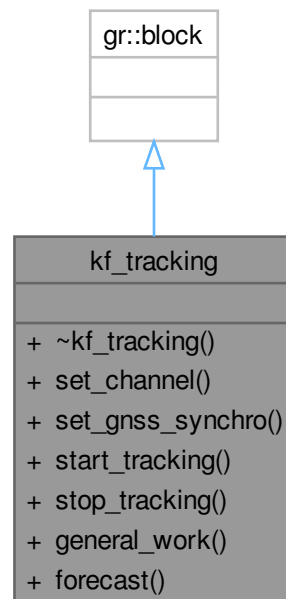 gr::block
kf_tracking
+ ~kf_tracking()
+ set_channel()
+ set_gnss_synchro()
+ start_tracking()
+ stop_tracking()
+ general_work()
+ forecast()